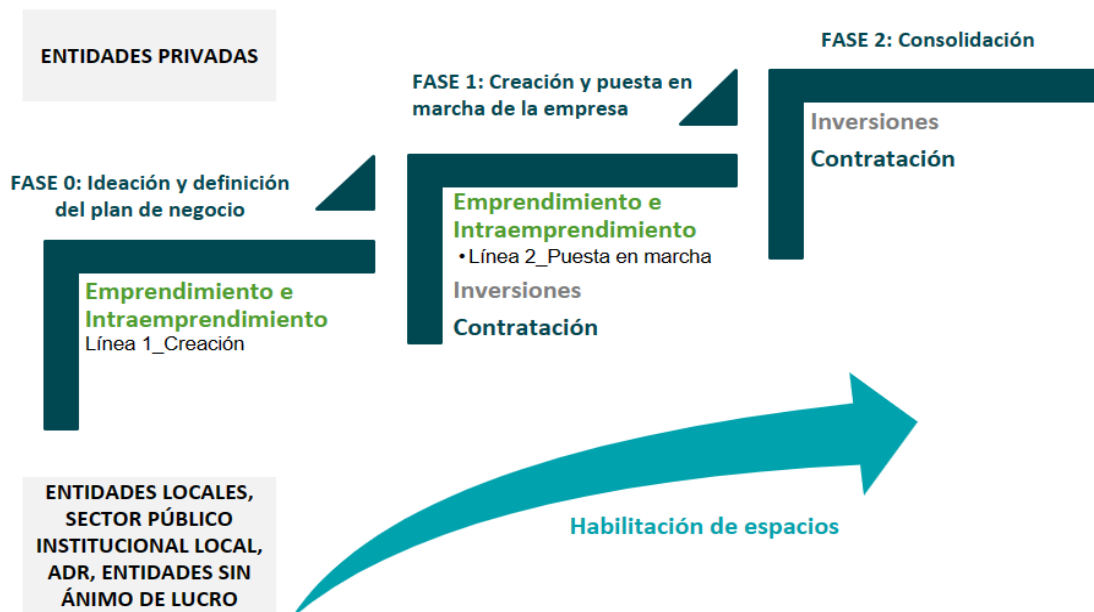 ENTIDADES PRIVADAS
FASE 2: Consolidación
FASE 1: Creación y puesta en
marcha de la empresa
Inversiones
Contratación
FASE 0: Ideación y definición
del plan de negocio
Emprendimiento e
Intraemprendimiento
• Línea 2_Puesta en marcha
Inversiones
Contratación
Emprendimiento e
Intraemprendimiento
Línea 1_Creación
ENTIDADES LOCALES,
SECTOR PÚBLICO
INSTITUCIONAL LOCAL,
ADR, ENTIDADES SIN
ÁNIMO DE LUCRO
Habilitación de espacios